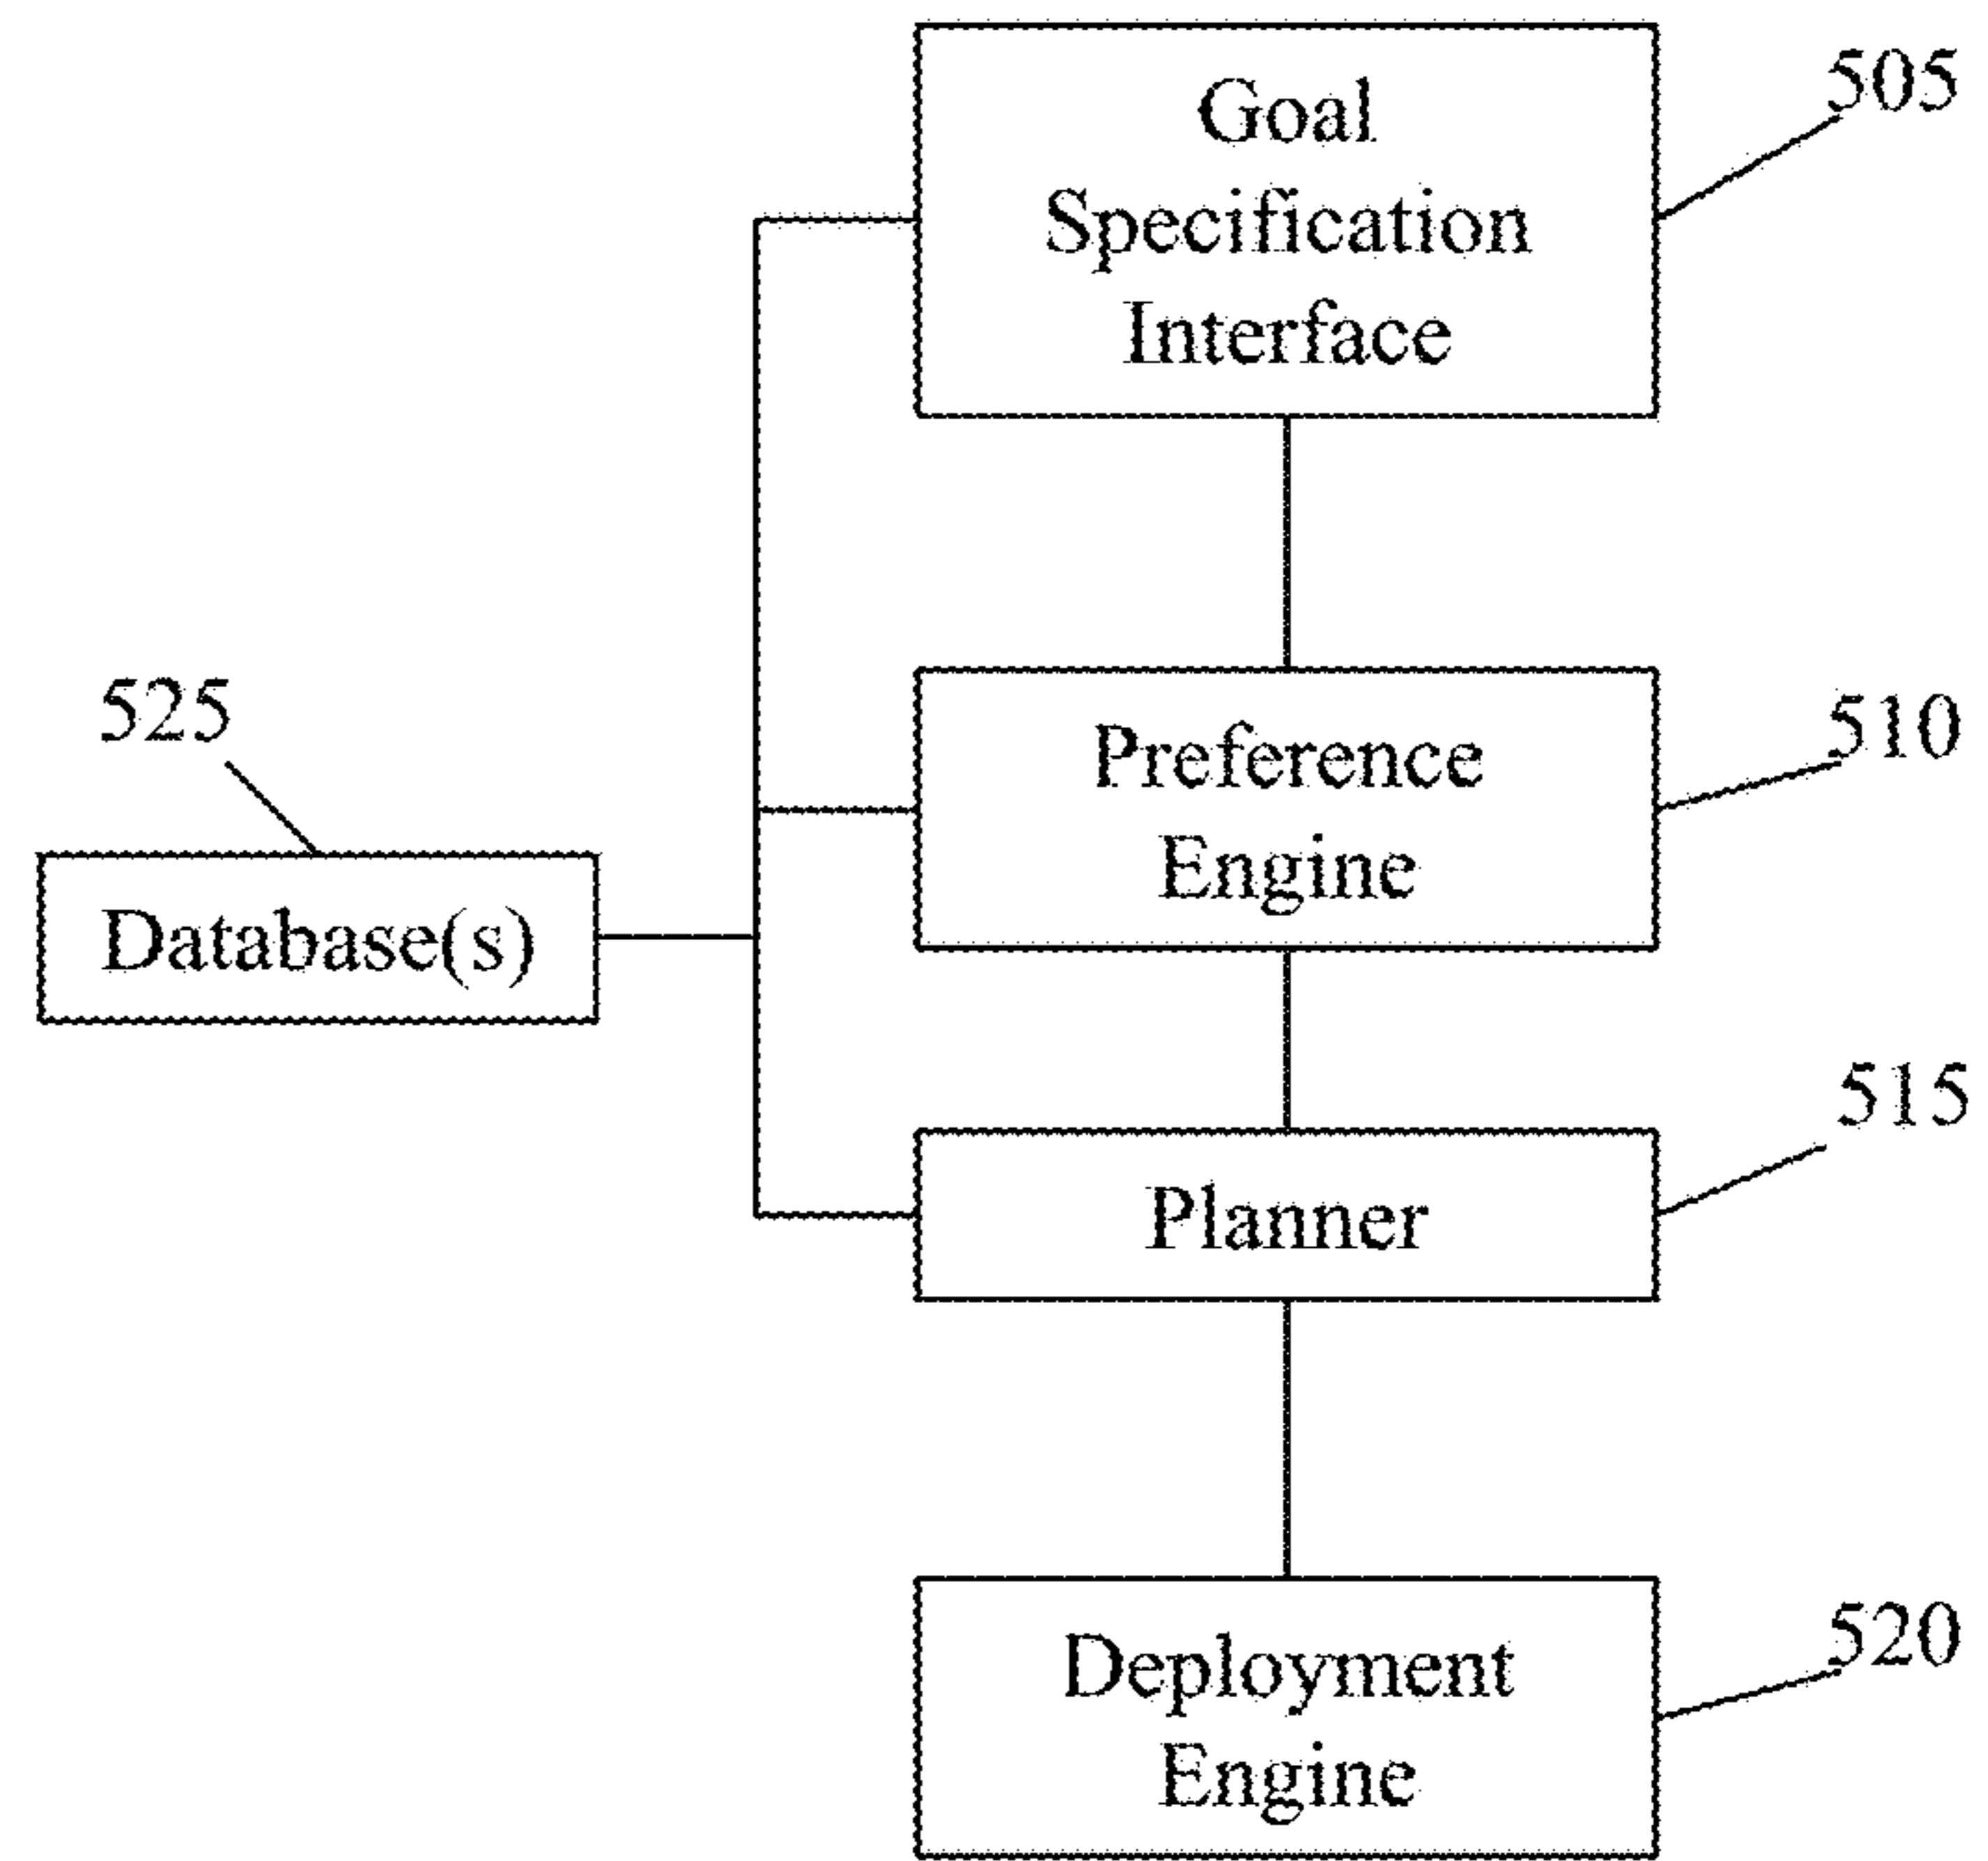 Goal
Specification
Interface
505
Preference
Engine
510
525
Database(s)
Planner
515
Deployment
Engine
520